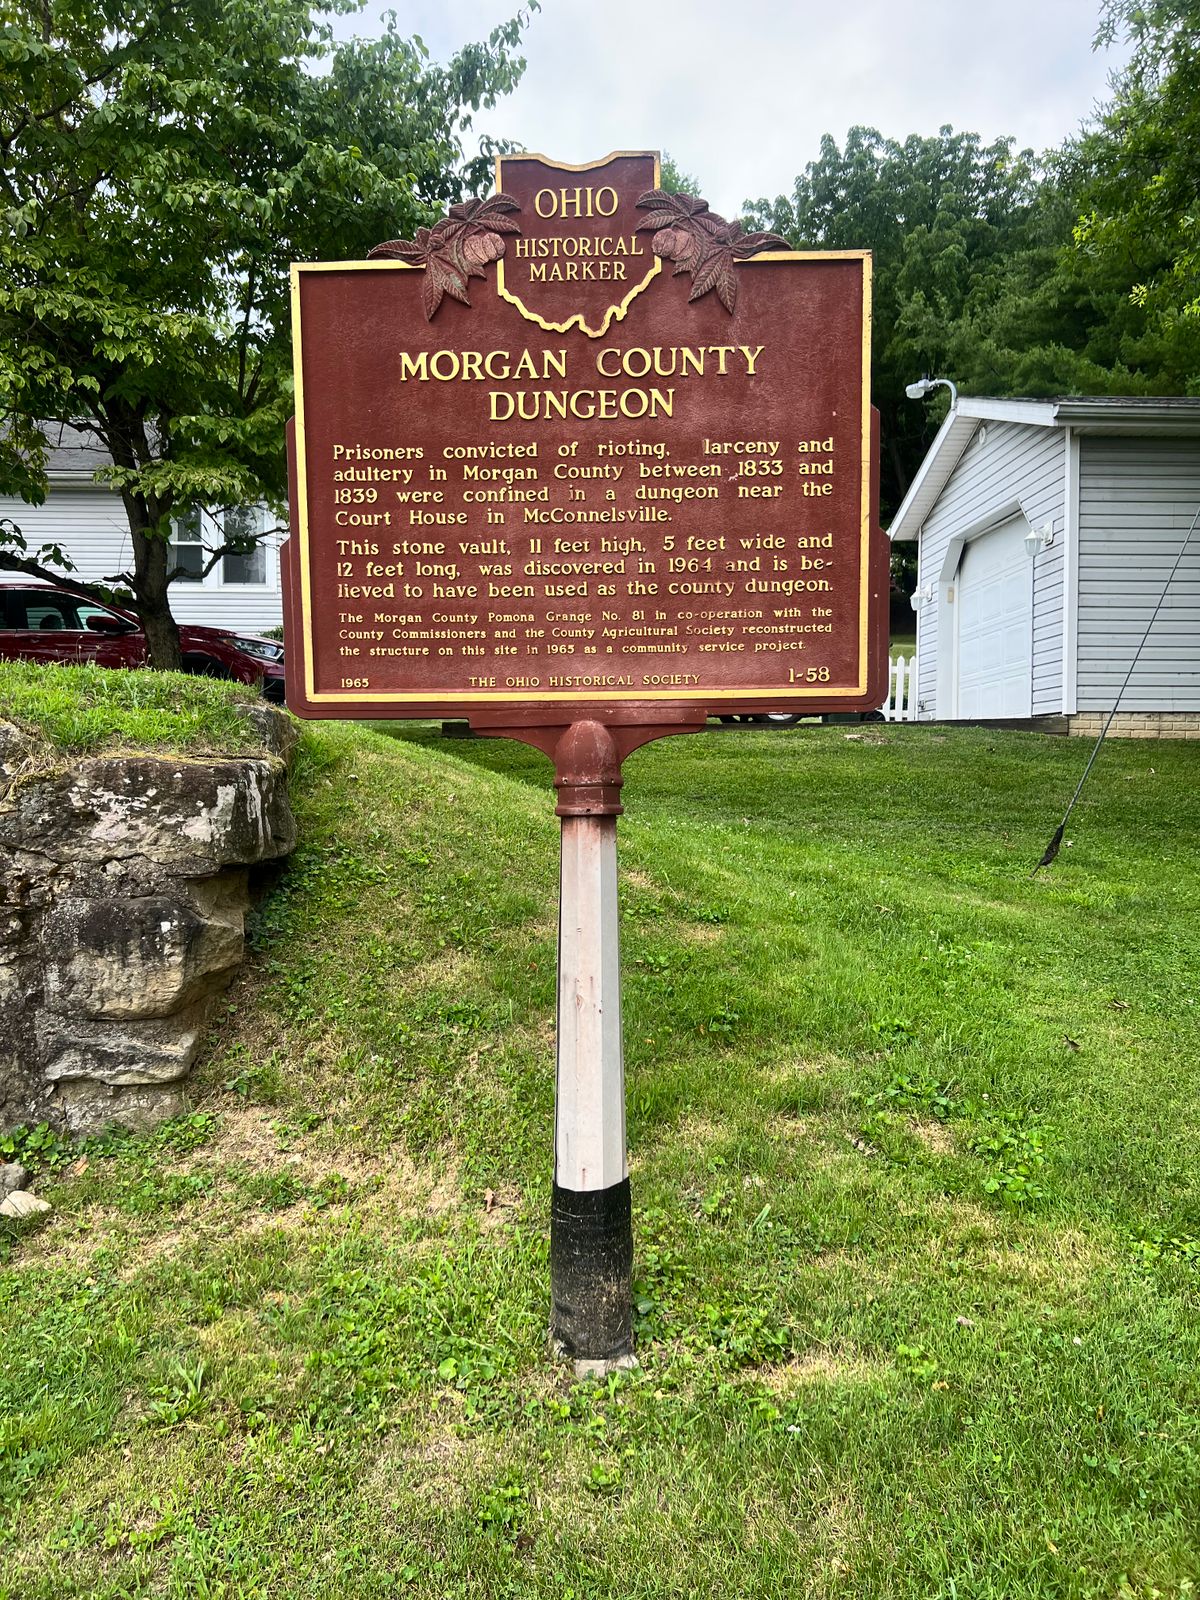 OHIO
HISTORICAL
MARKER
MORGAN COUNTY
DUNGEON
Prisoners convicted of rioting, larceny and
adultery in Morgan County between 1833 and
1839 were confined in a dungeon near the
Court House in McConnelsville.
This stone vault, 11 feet high, 5 feet wide and
12 feet long, was discovered in 1964 and is be-
lieved to have been used as the county dungeon.
The Morgan County Pomona Grange No. 81 in co-operation with the
County Commissioners and the County Agricultural Society reconstructed
the structure on this site in 1965 as a community service project.
1965 THE OHIO HISTORICAL SOCIETY 1-58